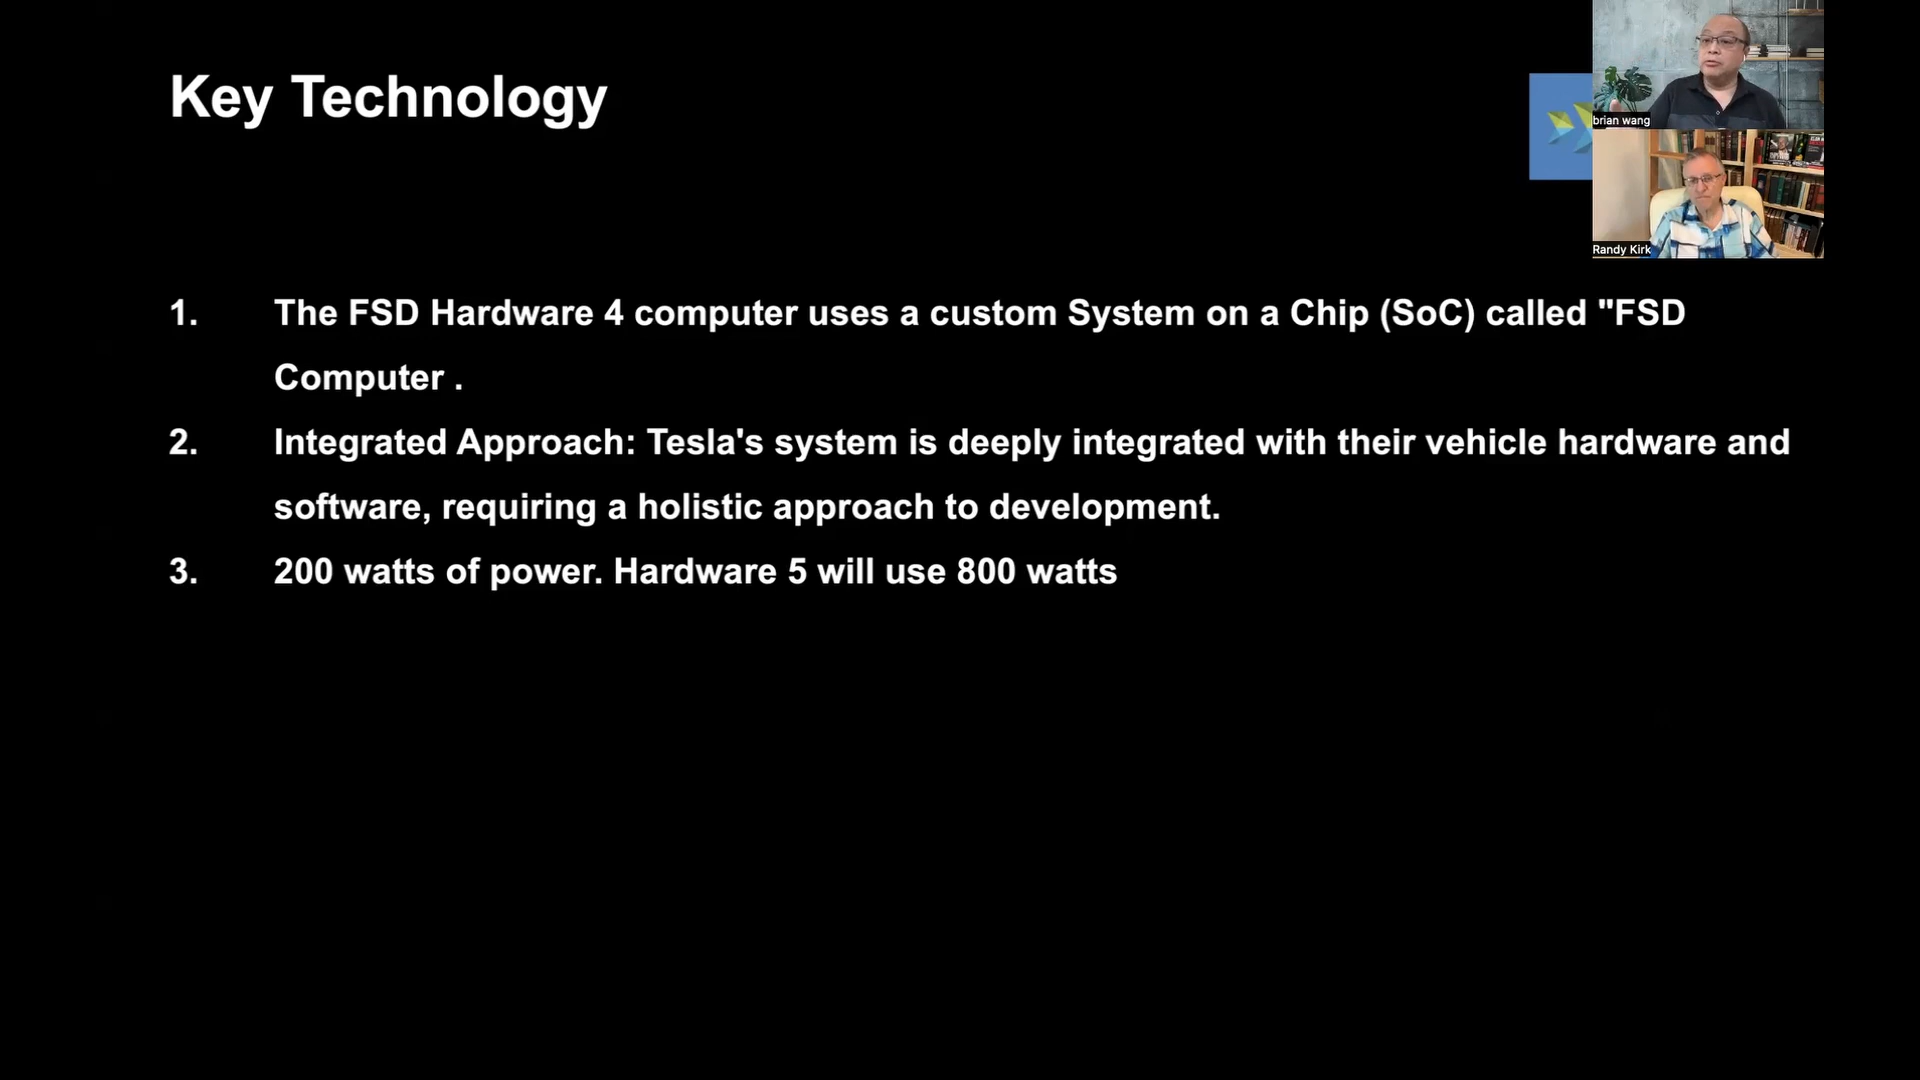 Key Technology
brian wang
Randy Kirk
1. The FSD Hardware 4 computer uses a custom System on a Chip (SoC) called "FSD
Computer .
2. Integrated Approach: Tesla's system is deeply integrated with their vehicle hardware and
software, requiring a holistic approach to development.
3. 200 watts of power. Hardware 5 will use 800 watts